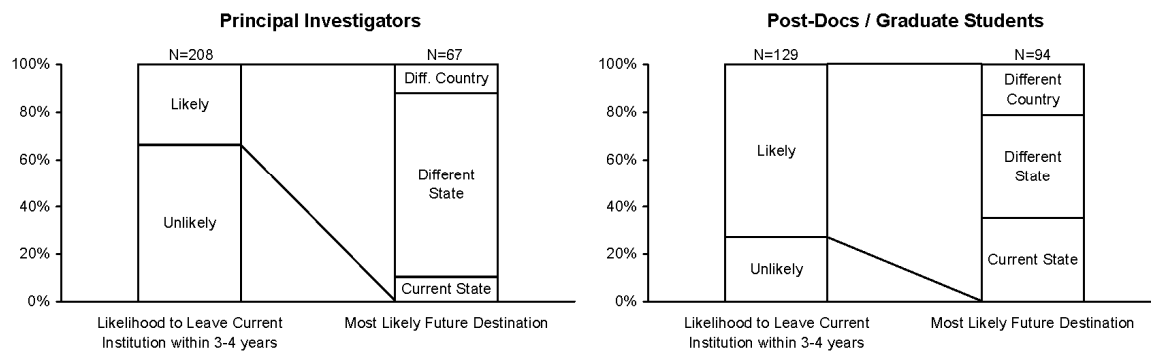 Principal Investigators
N=208
N=67
100%
80%
60%
40%
20%
0%
Likely
Unlikely
Diff. Country
Different
State
Current State
Likelihood to Leave Current
Institution within 3-4 years
Most Likely Future Destination
Post-Docs / Graduate Students
N=129
N=94
100%
80%
60%
40%
20%
0%
Likely
Unlikely
Different
Country
Different
State
Current State
Likelihood to Leave Current
Institution within 3-4 years
Most Likely Future Destination